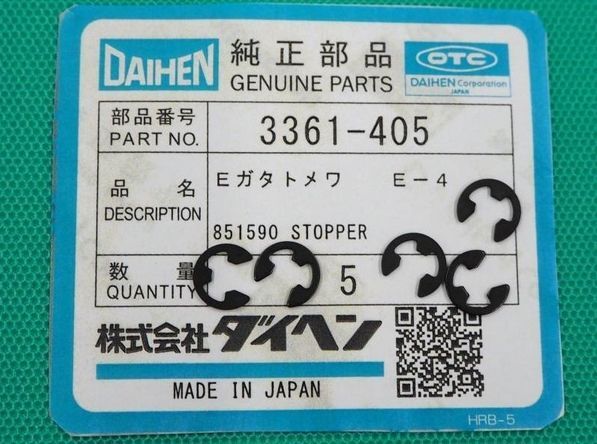 DAIHEN 純正部品 OTC
GENUINE PARTS DAIHEN Corporation
JAPAN
部品番号
PART NO. 3361-405
品名 Eガタトメワ E-4
DESCRIPTION
851590 STOPPER
数量
QUANTITY 5
株式会社ダイヘン
MADE IN JAPAN
HRB-5